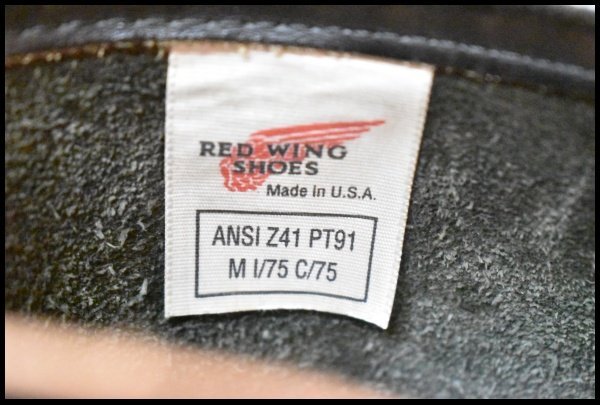 RED WING
SHOES
Made in U.S.A.
ANSI Z41 PT91
M I/75 C/75